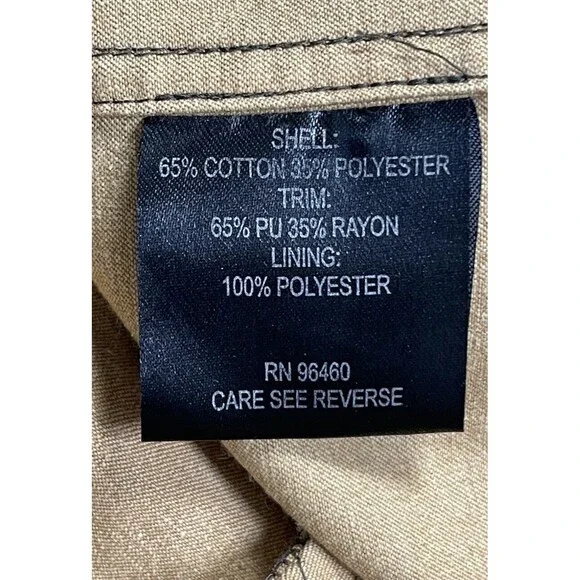 SHELL:
65% COTTON 35% POLYESTER
TRIM:
65% PU 35% RAYON
LINING:
100% POLYESTER
RN 96460
CARE SEE REVERSE